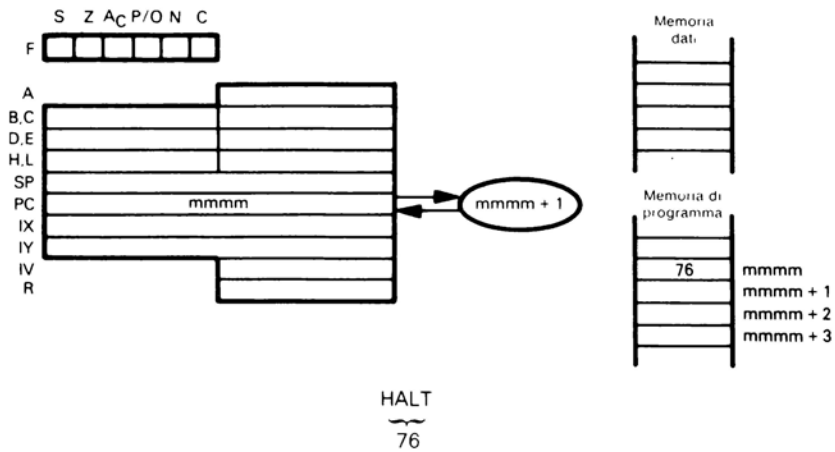 S Z AC P/O N C
F
A
B,C
D,E
H,L
SP
PC mmmm mmmm + 1
IX
IY
IV
R
Memoria
dati
Memoria di
programma
76 mmmm
mmmm + 1
mmmm + 2
mmmm + 3
HALT
76